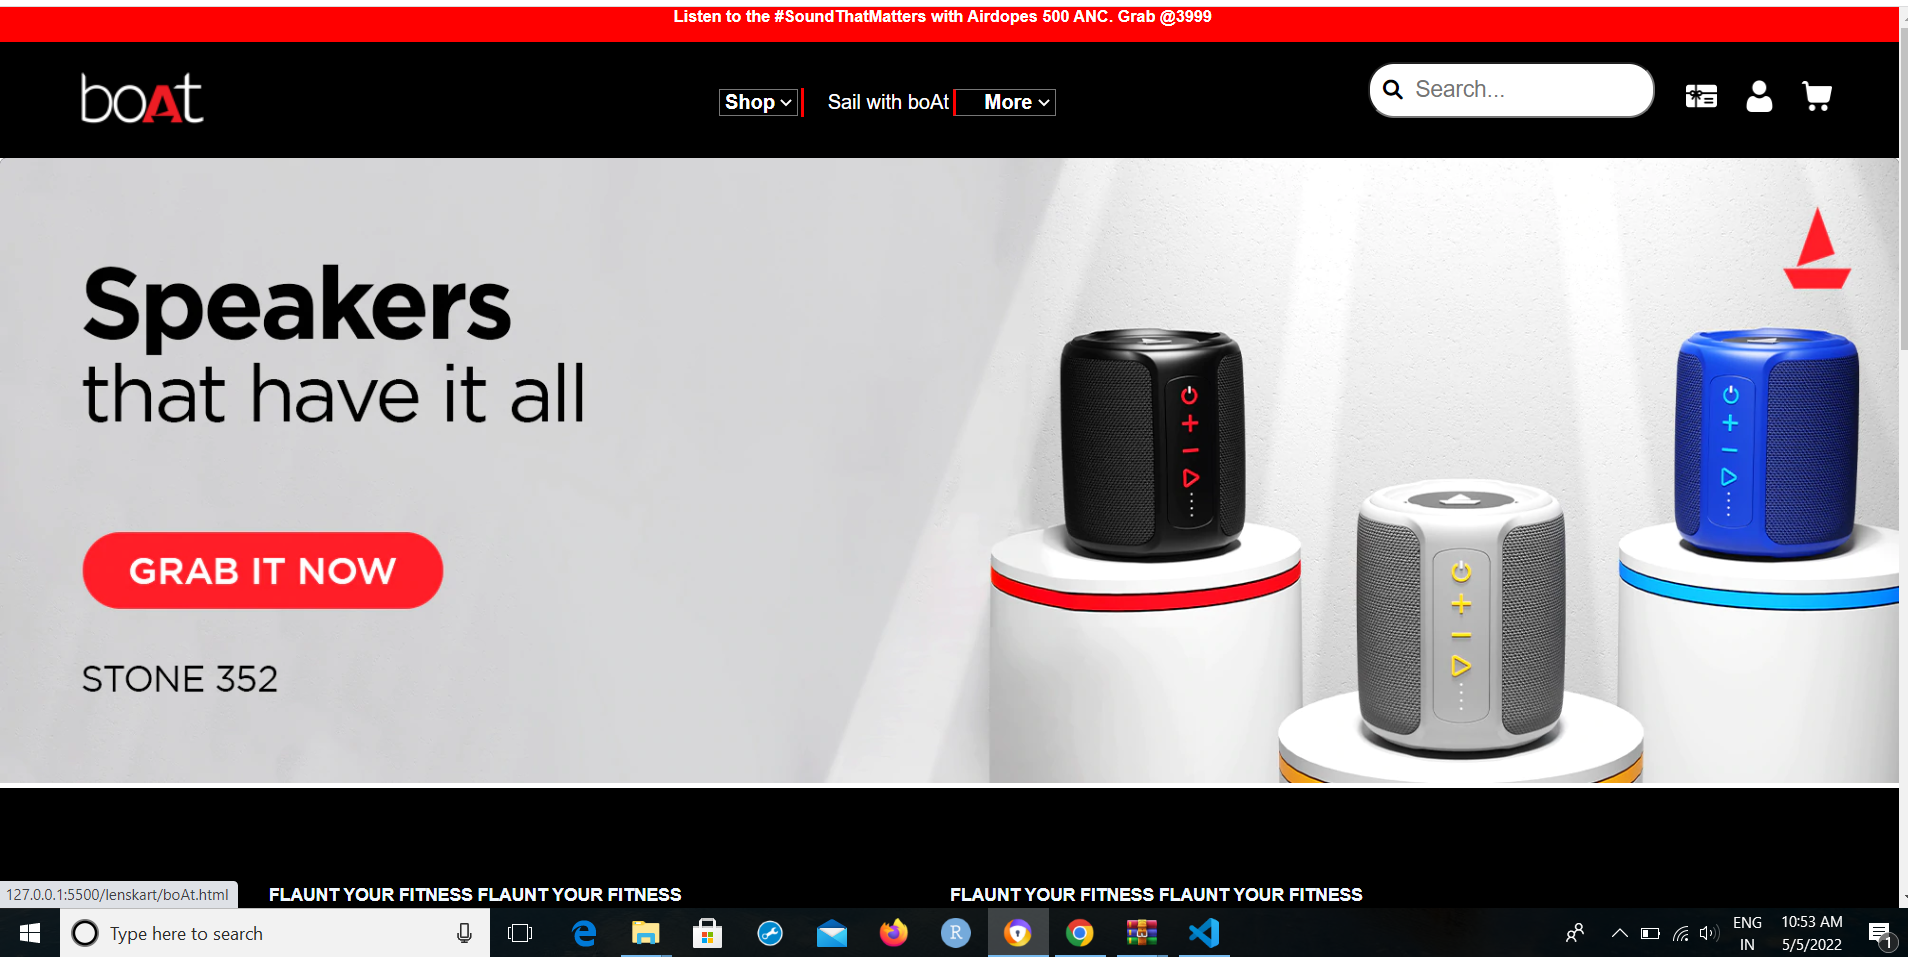 Listen to the #SoundThatMatters with Airdopes 500 ANC. Grab @3999
boAt
Shop
Sail with boAt
More
Search...
Speakers
that have it all
GRAB IT NOW
STONE 352
FLAUNT YOUR FITNESS FLAUNT YOUR FITNESS
FLAUNT YOUR FITNESS FLAUNT YOUR FITNESS
127.0.0.1:5500/lenskart/boAt.html
Type here to search
R
ENG
IN
10:53 AM
5/5/2022
1